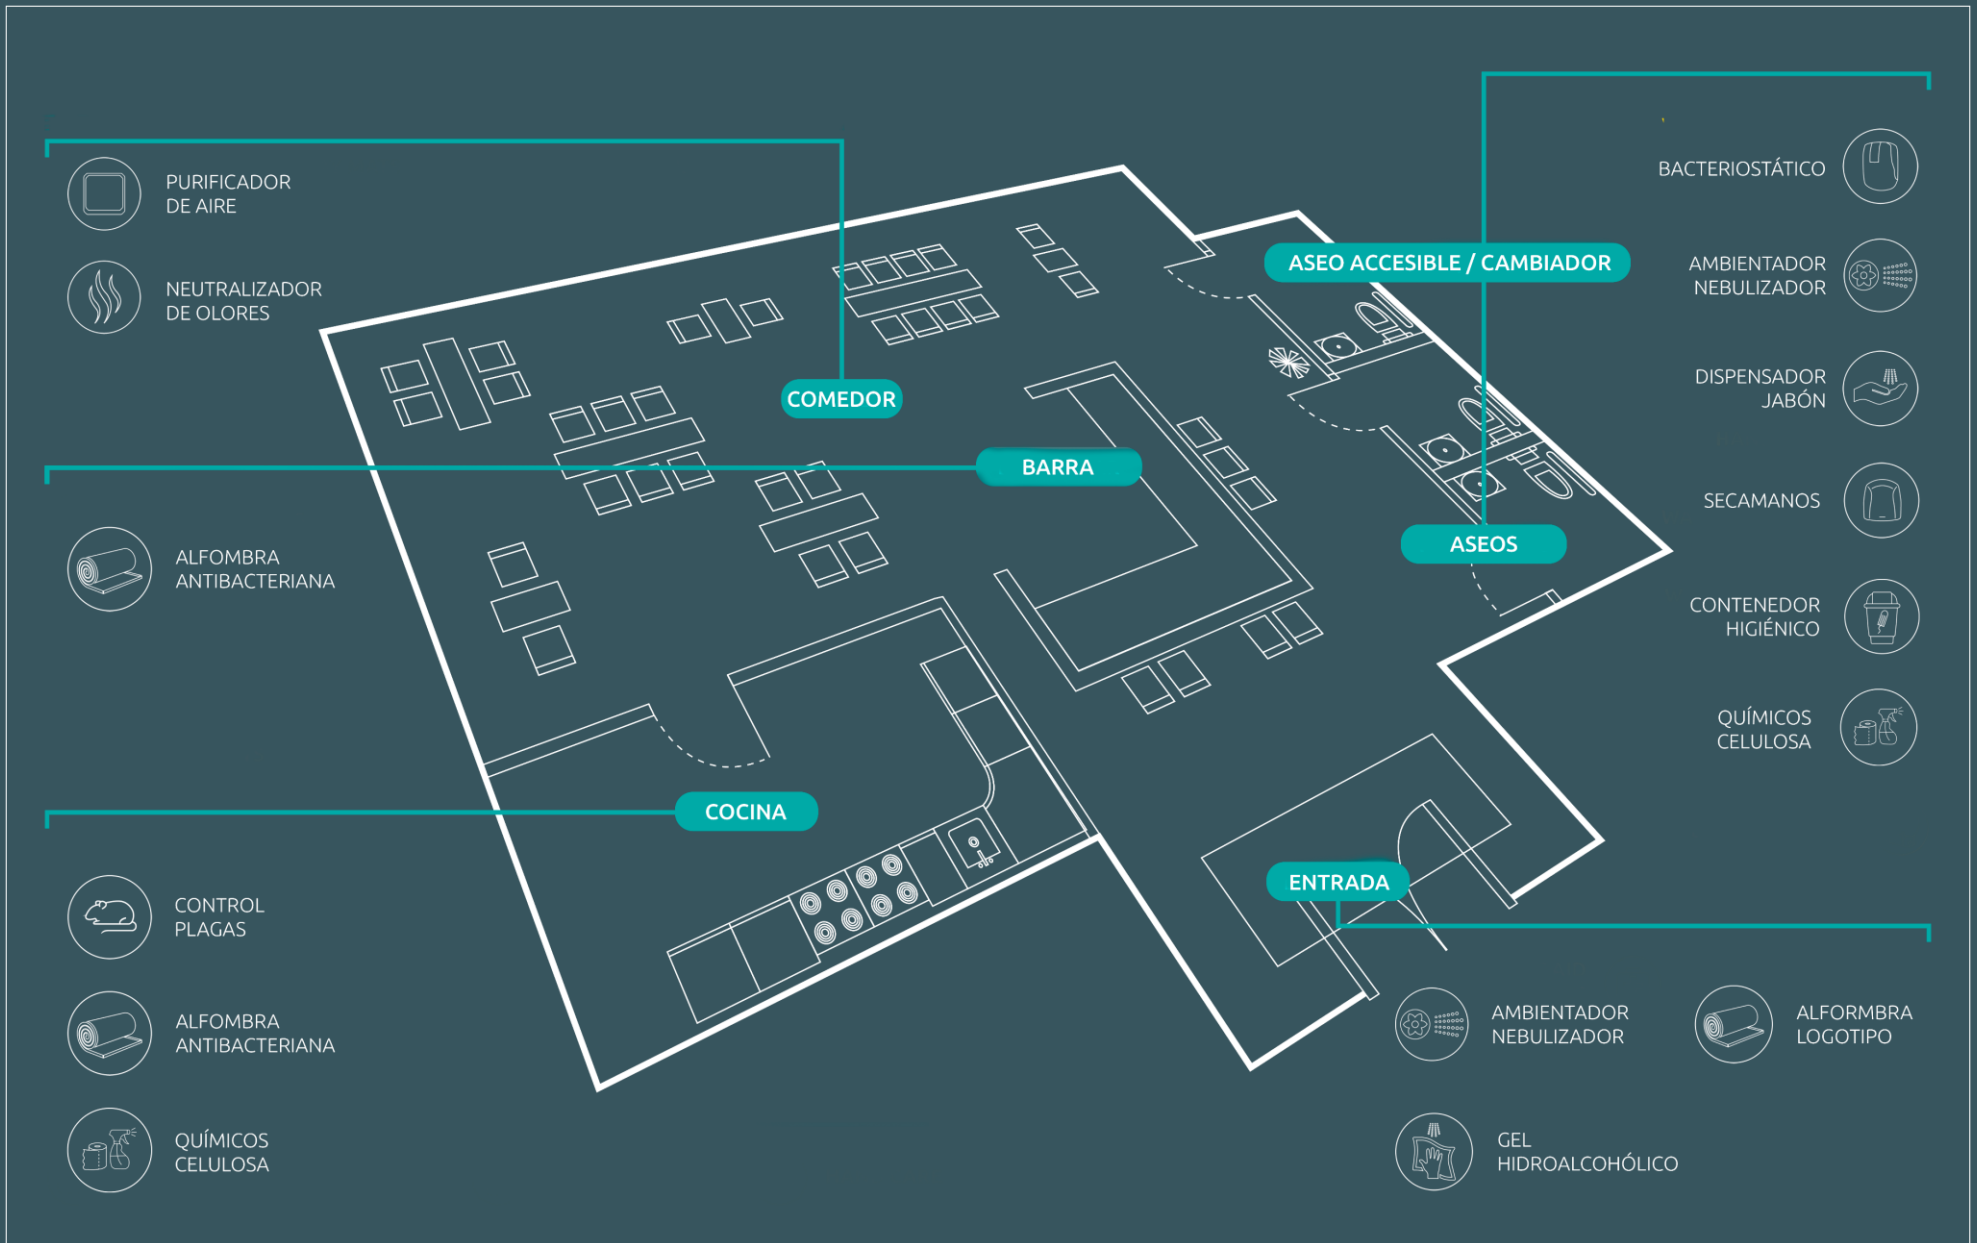 PURIFICADOR
DE AIRE
NEUTRALIZADOR
DE OLORES
COMEDOR
BARRA
ALFOMBRA
ANTIBACTERIANA
COCINA
CONTROL
PLAGAS
ALFOMBRA
ANTIBACTERIANA
QUÍMICOS
CELULOSA
ASEO ACCESIBLE / CAMBIADOR
ASEOS
BACTERIOSTÁTICO
AMBIENTADOR
NEBULIZADOR
DISPENSADOR
JABÓN
SECAMANOS
CONTENEDOR
HIGIÉNICO
QUÍMICOS
CELULOSA
ENTRADA
AMBIENTADOR
NEBULIZADOR
ALFORMBRA
LOGOTIPO
GEL
HIDROALCOHÓLICO